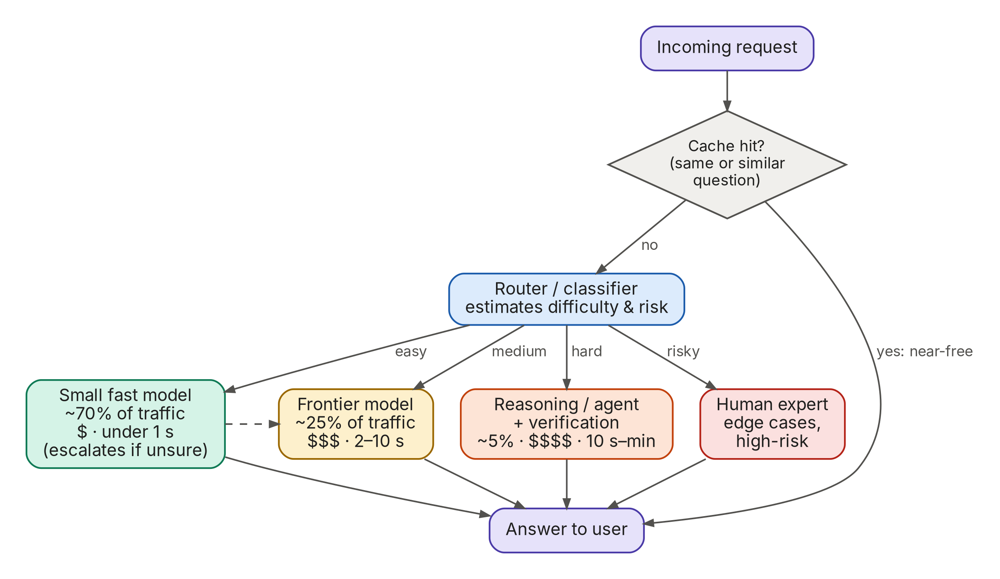 Incoming request
Cache hit?
(same or similar
question)
no
Router / classifier
estimates difficulty & risk
easy
medium
hard
risky
yes: near-free
Small fast model
~70% of traffic
$ · under 1 s
(escalates if unsure)
Frontier model
~25% of traffic
$$$ · 2–10 s
Reasoning / agent
+ verification
~5% · $$$$ · 10 s–min
Human expert
edge cases,
high-risk
Answer to user